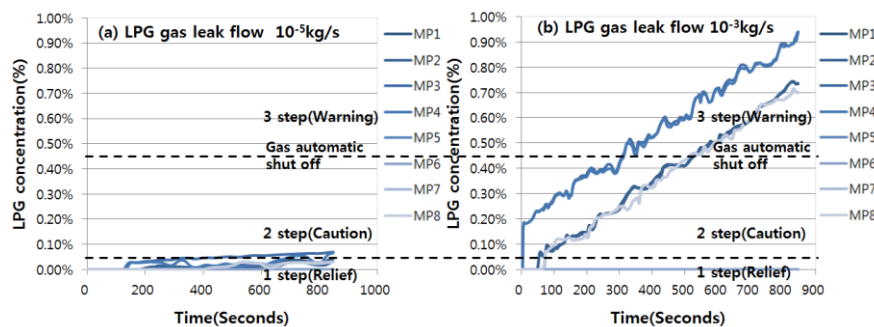 (a) LPG gas leak flow 10⁻⁵kg/s
LPG concentration(%)
1.00%
0.90%
0.80%
0.70%
0.60%
0.50%
0.40%
0.30%
0.20%
0.10%
0.00%
3 step(Warning)
Gas automatic
shut off
2 step(Caution)
1 step(Relief)
0
200
400
600
800
1000
Time(Seconds)
MP1
MP2
MP3
MP4
MP5
MP6
MP7
MP8
(b) LPG gas leak flow 10⁻³kg/s
LPG concentration(%)
1.00%
0.90%
0.80%
0.70%
0.60%
0.50%
0.40%
0.30%
0.20%
0.10%
0.00%
3 step(Warning)
Gas automatic
shut off
2 step(Caution)
1 step(Relief)
0
100
200
300
400
500
600
700
800
900
Time(Seconds)
MP1
MP2
MP3
MP4
MP5
MP6
MP7
MP8